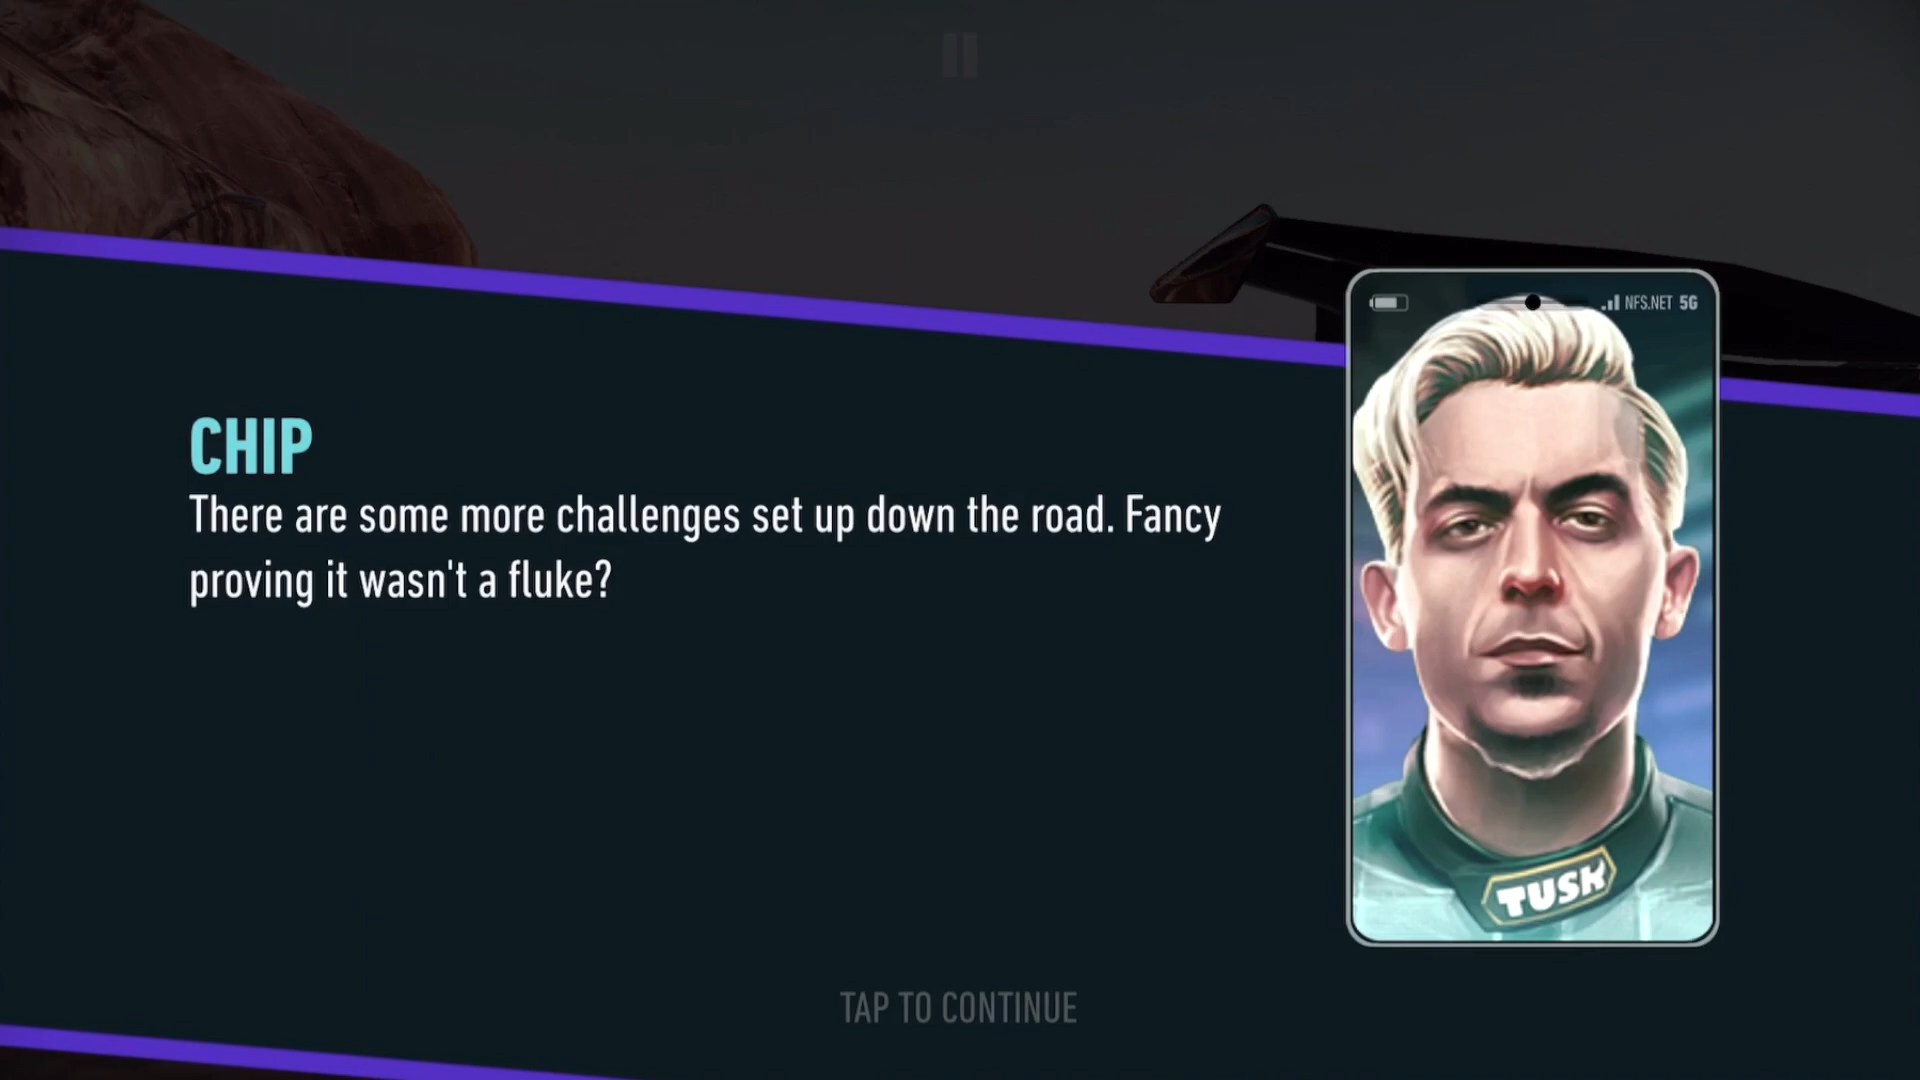 NFS.NET 5G
CHIP
There are some more challenges set up down the road. Fancy
proving it wasn't a fluke?
TUSK
TAP TO CONTINUE